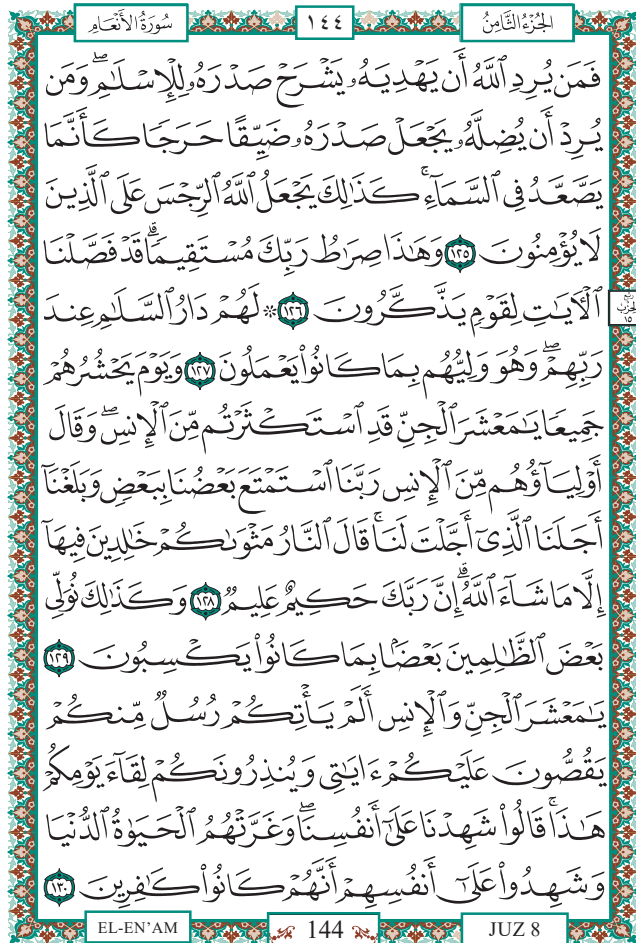 الجُزْءُ الثَّامِنُ
١٤٤
سُورَةُ الأَنْعَامِ
فَمَن يُرِدِ ٱللَّهُ أَن يَهْدِيَهُۥ يَشْرَحْ صَدْرَهُۥ لِلْإِسْلَٰمِۖ وَمَن
يُرِدْ أَن يُضِلَّهُۥ يَجْعَلْ صَدْرَهُۥ ضَيِّقًا حَرَجًا كَأَنَّمَا
يَصَّعَّدُ فِى ٱلسَّمَآءِۚ كَذَٰلِكَ يَجْعَلُ ٱللَّهُ ٱلرِّجْسَ عَلَى ٱلَّذِينَ
لَا يُؤْمِنُونَ ١٢٥ وَهَٰذَا صِرَٰطُ رَبِّكَ مُسْتَقِيمًاۗ قَدْ فَصَّلْنَا
ٱلْأٓيَٰتِ لِقَوْمٍ يَذَّكَّرُونَ ١٢٦ ۞ لَهُمْ دَارُ ٱلسَّلَٰمِ عِندَ
رَبِّهِمْۖ وَهُوَ وَلِيُّهُم بِمَا كَانُوا۟ يَعْمَلُونَ ١٢٧ وَيَوْمَ يَحْشُرُهُمْ
جَمِيعًا يَٰمَعْشَرَ ٱلْجِنِّ قَدِ ٱسْتَكْثَرْتُم مِّنَ ٱلْإِنسِۖ وَقَالَ
أَوْلِيَآؤُهُم مِّنَ ٱلْإِنسِ رَبَّنَا ٱسْتَمْتَعَ بَعْضُنَا بِبَعْضٍ وَبَلَغْنَآ
أَجَلَنَا ٱلَّذِىٓ أَجَّلْتَ لَنَاۚ قَالَ ٱلنَّارُ مَثْوَىٰكُمْ خَٰلِدِينَ فِيهَآ
إِلَّا مَا شَآءَ ٱللَّهُۗ إِنَّ رَبَّكَ حَكِيمٌ عَلِيمٌ ١٢٨ وَكَذَٰلِكَ نُوَلِّى
بَعْضَ ٱلظَّٰلِمِينَ بَعْضًۢا بِمَا كَانُوا۟ يَكْسِبُونَ ١٢٩
يَٰمَعْشَرَ ٱلْجِنِّ وَٱلْإِنسِ أَلَمْ يَأْتِكُمْ رُسُلٌ مِّنكُمْ
يَقُصُّونَ عَلَيْكُمْ ءَايَٰتِى وَيُنذِرُونَكُمْ لِقَآءَ يَوْمِكُمْ
هَٰذَاۚ قَالُوا۟ شَهِدْنَا عَلَىٰٓ أَنفُسِنَاۖ وَغَرَّتْهُمُ ٱلْحَيَوٰةُ ٱلدُّنْيَا
وَشَهِدُوا۟ عَلَىٰٓ أَنفُسِهِمْ أَنَّهُمْ كَانُوا۟ كَٰفِرِينَ ١٣٠
EL-EN'AM
144
JUZ 8